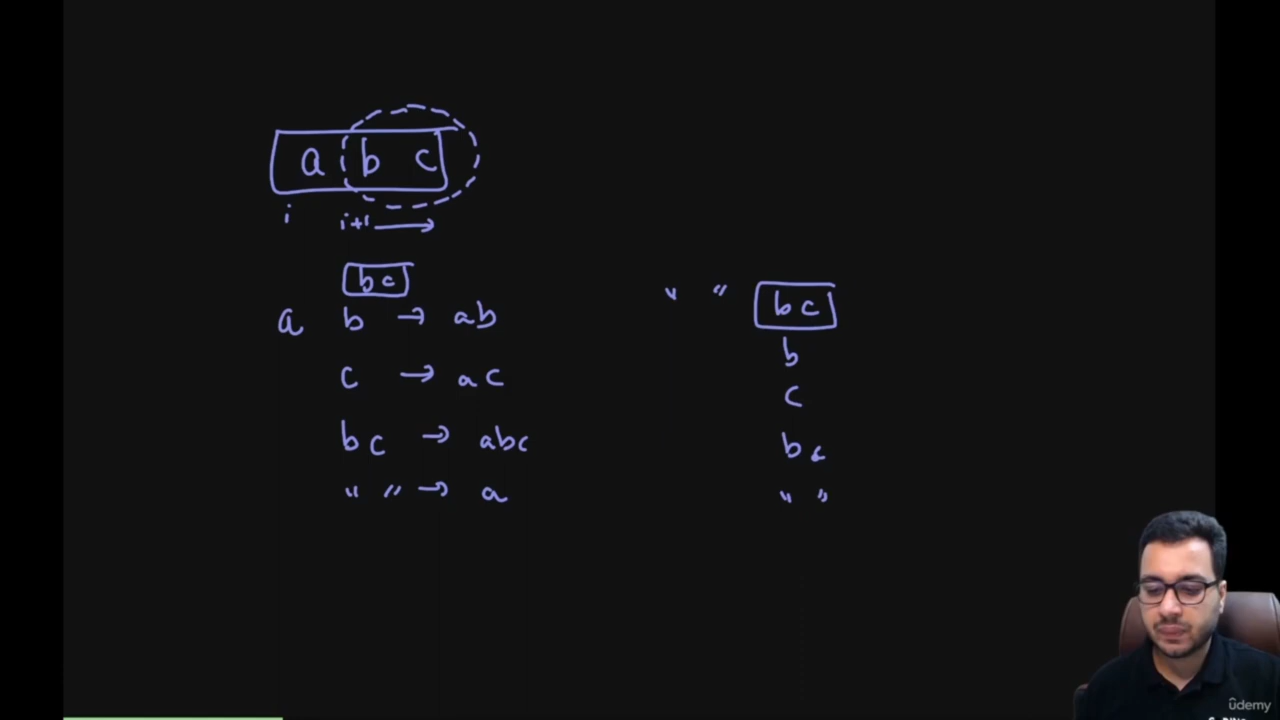 a b c
i i+1 →
bc
a b → ab
c → ac
bc → abc
“ ” → a
“ ” bc
b
c
bc
“ ”
ûdemy